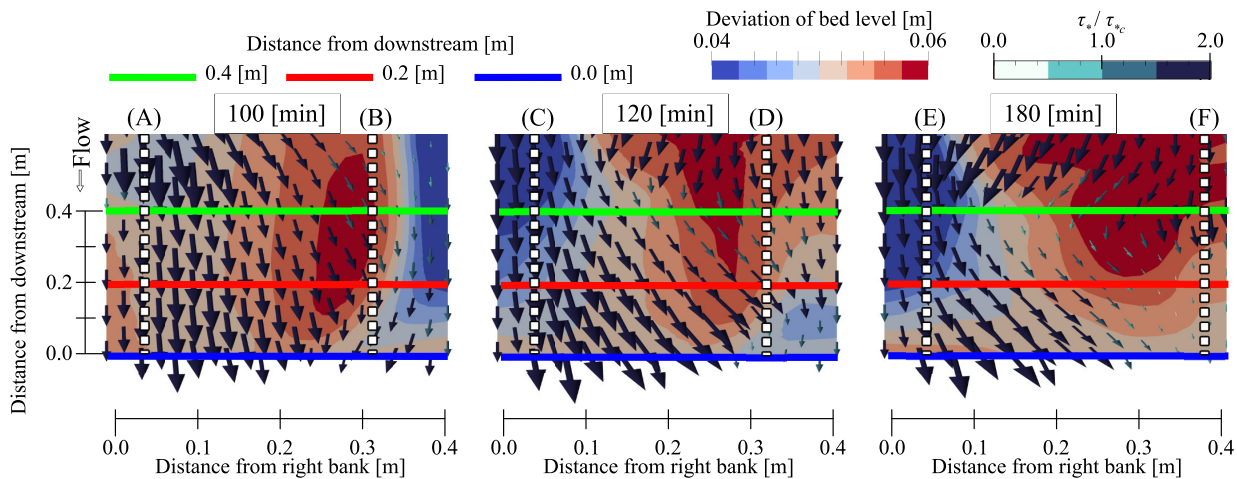 Deviation of bed level [m]
0.04 0.06
τ* / τ*c
0.0 1.0 2.0
Distance from downstream [m]
0.4 [m] 0.2 [m] 0.0 [m]
(A) 100 [min] (B) (C) 120 [min] (D) (E) 180 [min] (F)
Flow
Distance from downstream [m]
0.4
0.2
0.0
0.0 0.1 0.2 0.3 0.4
Distance from right bank [m]
0.0 0.1 0.2 0.3 0.4
Distance from right bank [m]
0.0 0.1 0.2 0.3 0.4
Distance from right bank [m]